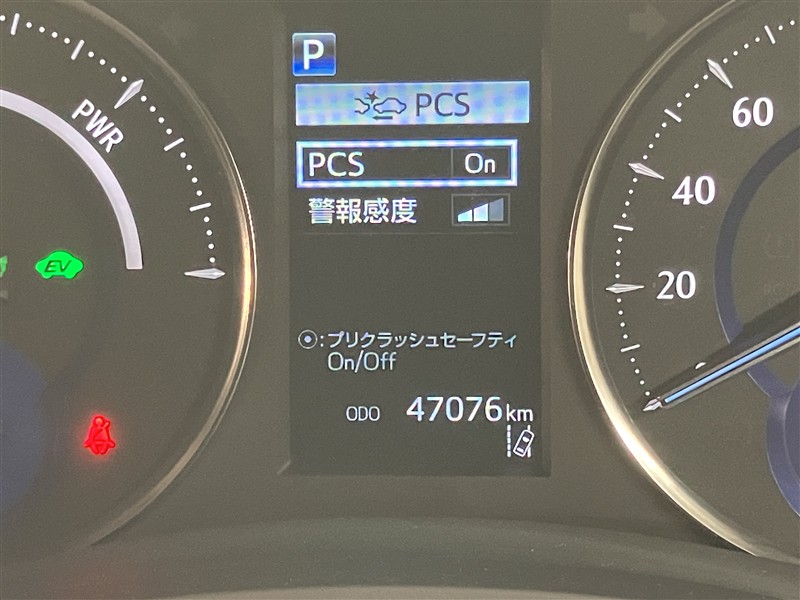 P
PCS
PCS On
警報感度
:プリクラッシュセーフティ
On/Off
ODO 47076 km
PWR
EV
60
40
20